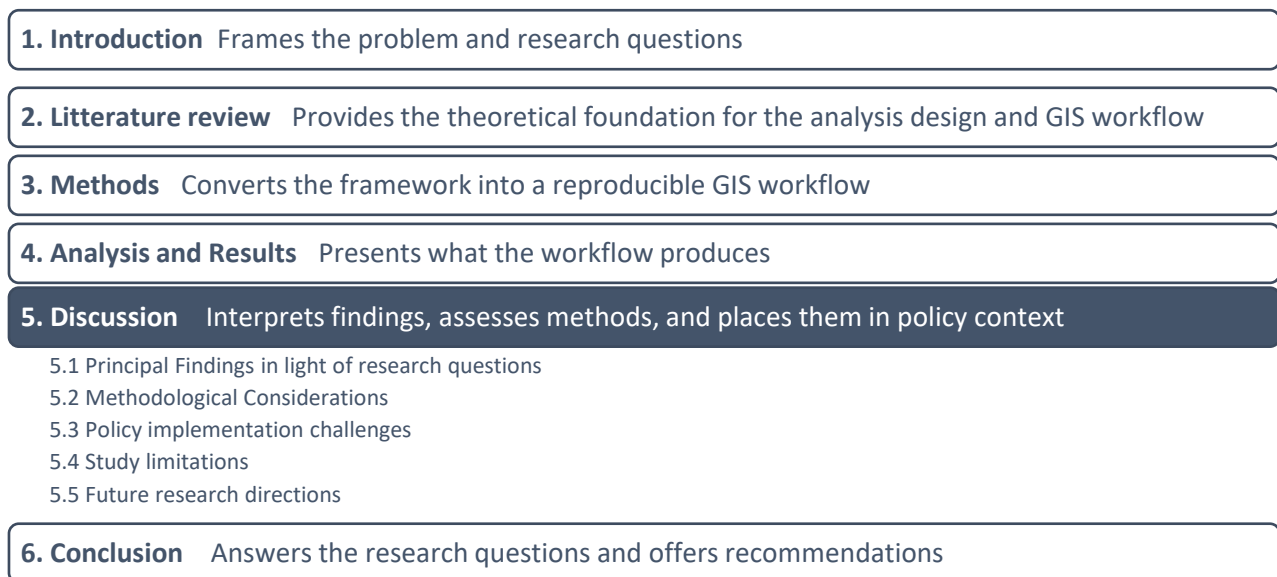 1. Introduction Frames the problem and research questions
2. Litterature review Provides the theoretical foundation for the analysis design and GIS workflow
3. Methods Converts the framework into a reproducible GIS workflow
4. Analysis and Results Presents what the workflow produces
5. Discussion Interprets findings, assesses methods, and places them in policy context
5.1 Principal Findings in light of research questions
5.2 Methodological Considerations
5.3 Policy implementation challenges
5.4 Study limitations
5.5 Future research directions
6. Conclusion Answers the research questions and offers recommendations